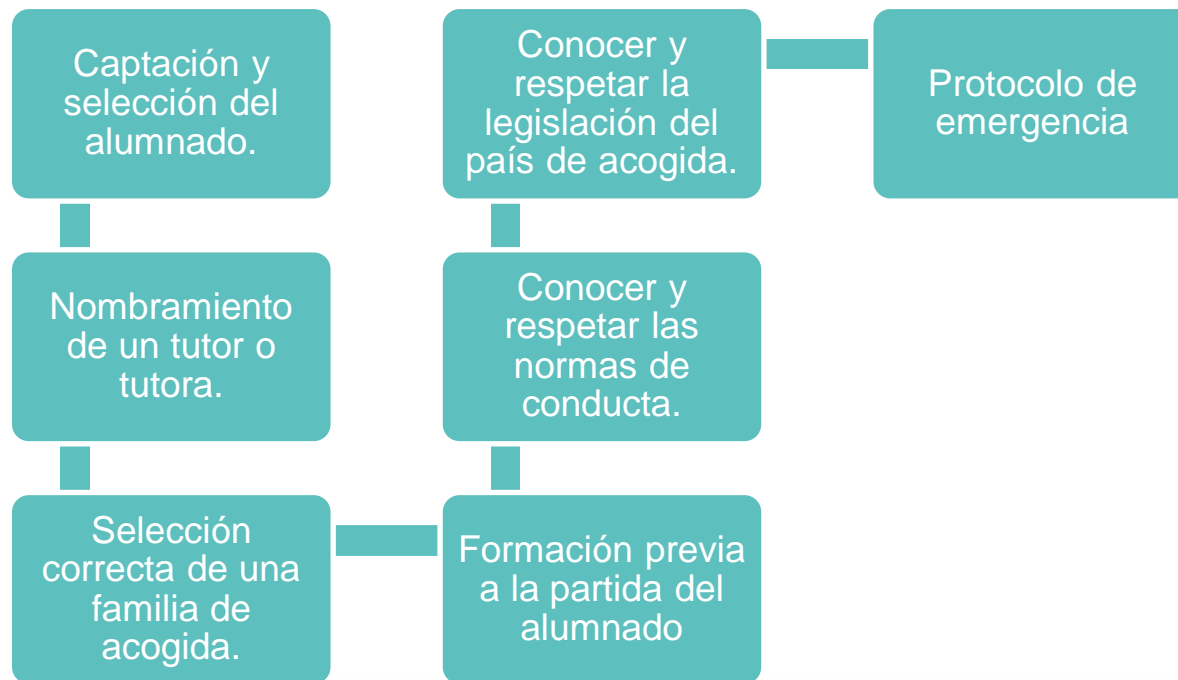 Captación y
selección del
alumnado.
Nombramiento
de un tutor o
tutora.
Selección
correcta de una
familia de
acogida.
Formación previa
a la partida del
alumnado
Conocer y
respetar las
normas de
conducta.
Conocer y
respetar la
legislación del
país de acogida.
Protocolo de
emergencia